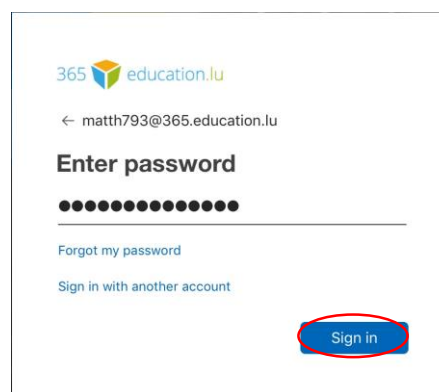 365 education.lu
← matth793@365.education.lu
Enter password
●●●●●●●●●●●●●●
Forgot my password
Sign in with another account
Sign in